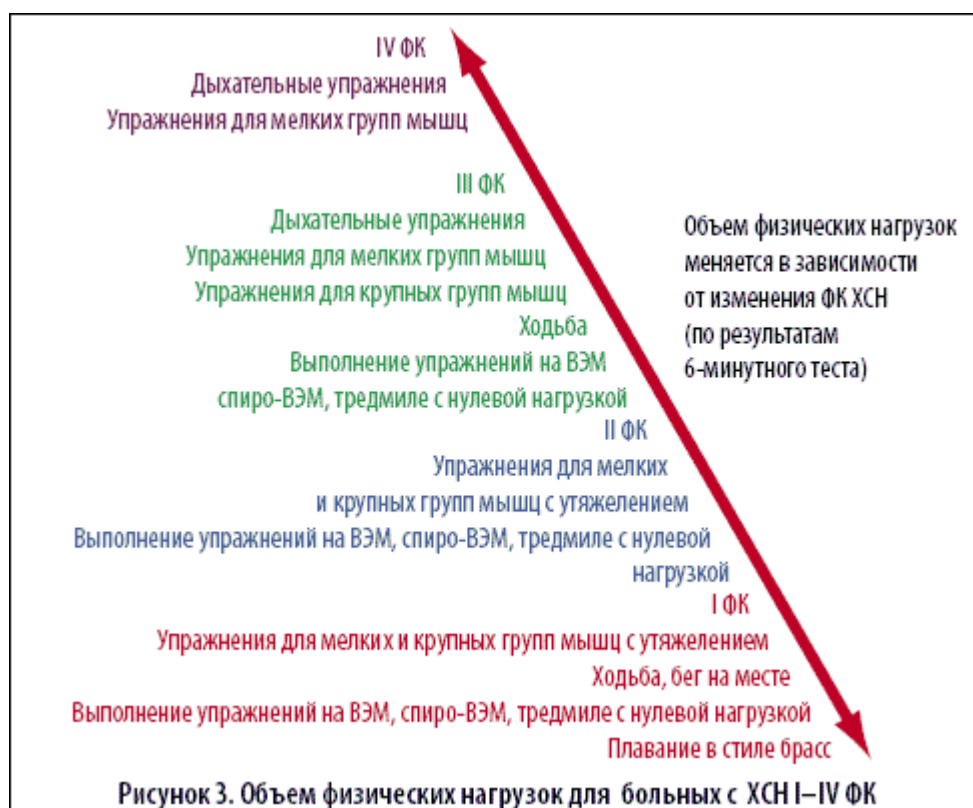 IV ФК
Дыхательные упражнения
Упражнения для мелких групп мышц
III ФК
Дыхательные упражнения
Упражнения для мелких групп мышц
Упражнения для крупных групп мышц
Ходьба
Выполнение упражнений на ВЭМ
спиро-ВЭМ, тредмиле с нулевой нагрузкой
II ФК
Упражнения для мелких
и крупных групп мышц с утяжелением
Выполнение упражнений на ВЭМ, спиро-ВЭМ, тредмиле с нулевой
нагрузкой
I ФК
Упражнения для мелких и крупных групп мышц с утяжелением
Ходьба, бег на месте
Выполнение упражнений на ВЭМ, спиро-ВЭМ, тредмиле с нулевой нагрузкой
Плавание в стиле брасс
Объем физических нагрузок
меняется в зависимости
от изменения ФК ХСН
(по результатам
6-минутного теста)
Рисунок 3. Объем физических нагрузок для больных с ХСН I–IV ФК